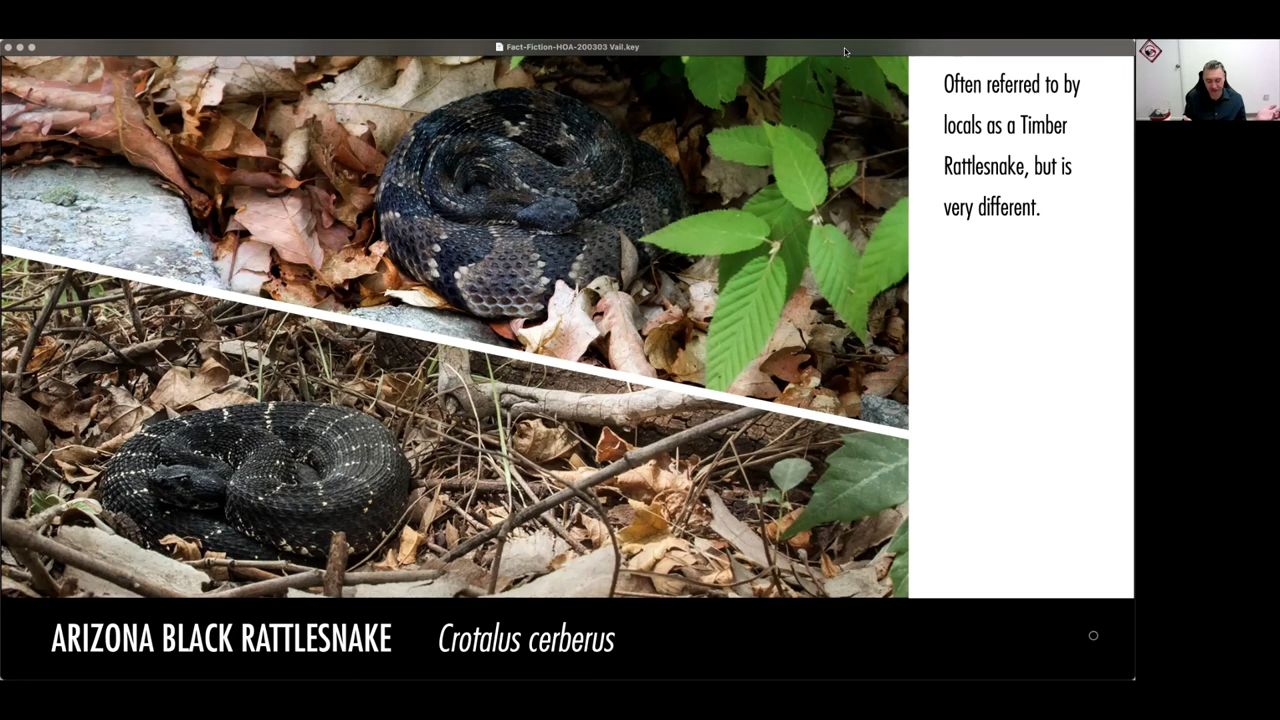 Fact-Fiction-HOA-200303 Vail.key
Often referred to by
locals as a Timber
Rattlesnake, but is
very different.
ARIZONA BLACK RATTLESNAKE Crotalus cerberus